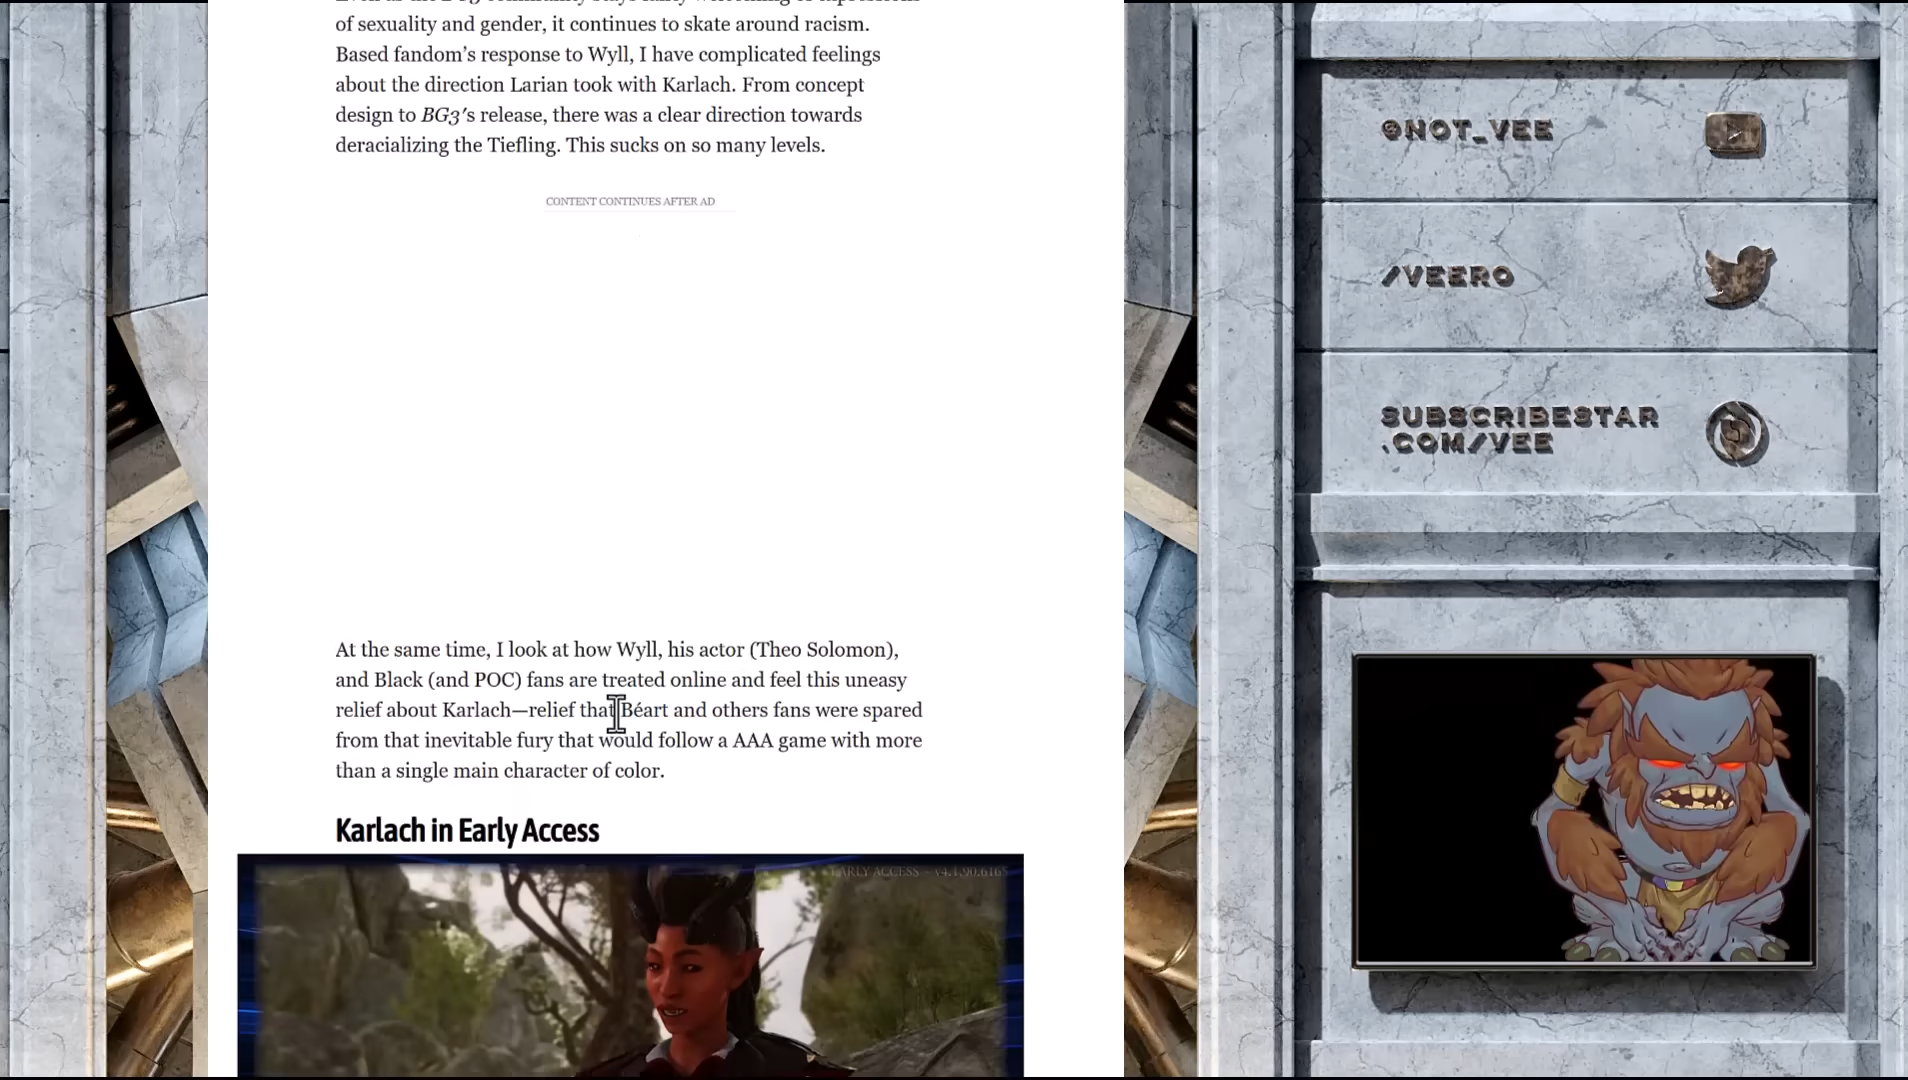 of sexuality and gender, it continues to skate around racism.
Based fandom’s response to Wyll, I have complicated feelings
about the direction Larian took with Karlach. From concept
design to BG3’s release, there was a clear direction towards
deracializing the Tiefling. This sucks on so many levels.
CONTENT CONTINUES AFTER AD
At the same time, I look at how Wyll, his actor (Theo Solomon),
and Black (and POC) fans are treated online and feel this uneasy
relief about Karlach—relief that Béart and others fans were spared
from that inevitable fury that would follow a AAA game with more
than a single main character of color.
Karlach in Early Access
EARLY ACCESS - v4.1.90.6165
@NOT_VEE
/VEERO
SUBSCRIBESTAR
.COM/VEE